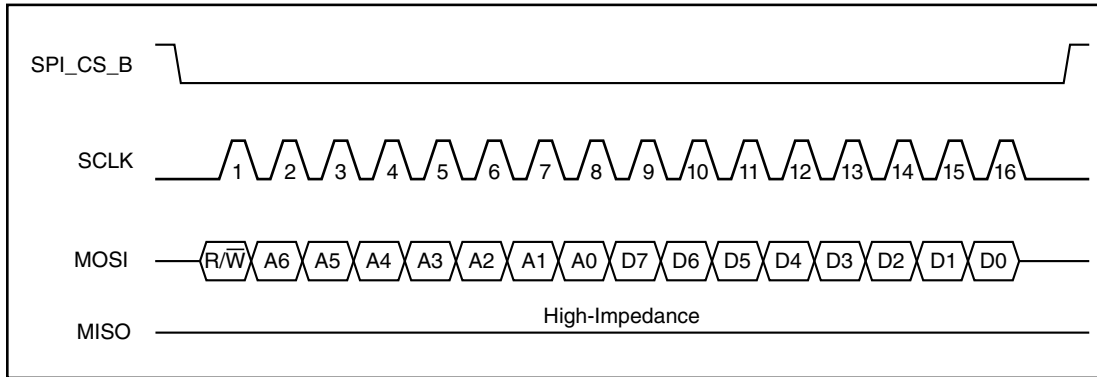 SPI_CS_B
SCLK 1 2 3 4 5 6 7 8 9 10 11 12 13 14 15 16
MOSI R/W̅ A6 A5 A4 A3 A2 A1 A0 D7 D6 D5 D4 D3 D2 D1 D0
High-Impedance
MISO